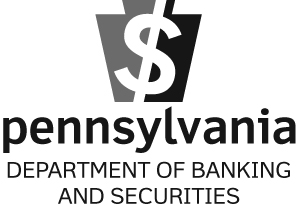 $
pennsylvania
DEPARTMENT OF BANKING
AND SECURITIES